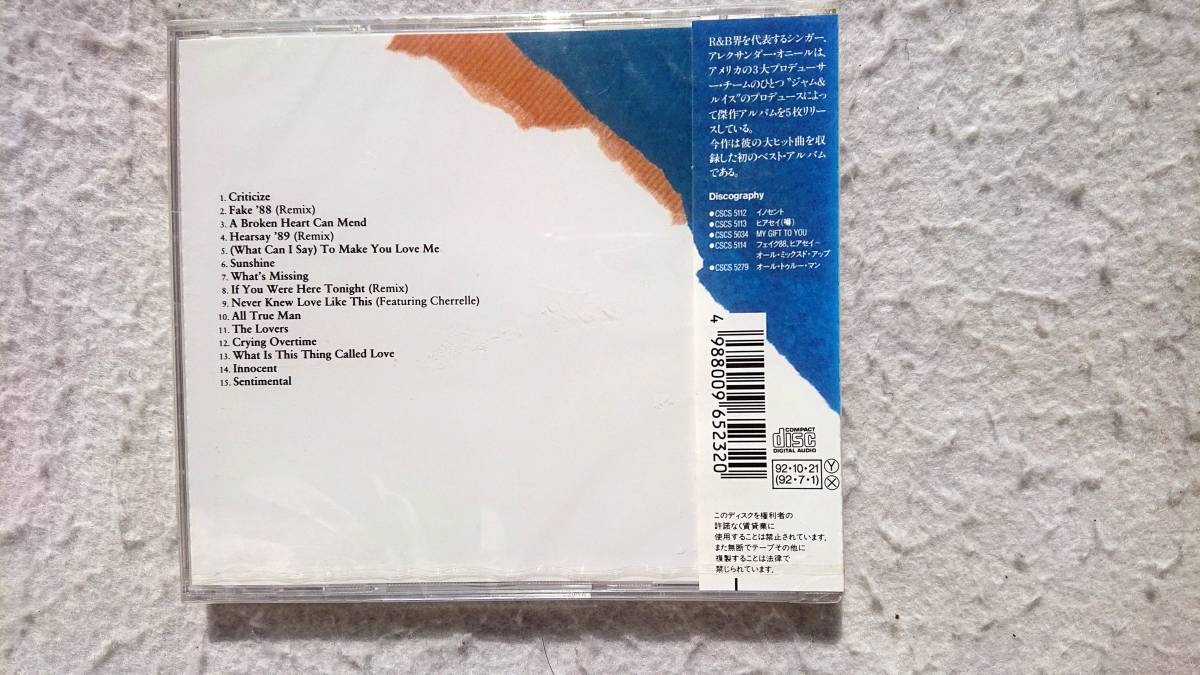 1. Criticize
2. Fake '88 (Remix)
3. A Broken Heart Can Mend
4. Hearsay '89 (Remix)
5. (What Can I Say) To Make You Love Me
6. Sunshine
7. What's Missing
8. If You Were Here Tonight (Remix)
9. Never Knew Love Like This (Featuring Cherrelle)
10. All True Man
11. The Lovers
12. Crying Overtime
13. What Is This Thing Called Love
14. Innocent
15. Sentimental
R&B界を代表するシンガー、
アレクサンダー・オニールは、
アメリカの3大プロデューサ
ー・チームのひとつ"ジャム&
ルイス"のプロデュースによっ
て傑作アルバムを5枚リリー
スしている。
今作は彼の大ヒット曲を収
録した初のベスト・アルバム
である。
Discography
●CSCS 5112 イノセント
●CSCS 5113 ヒアセイ(噂)
●CSCS 5034 MY GIFT TO YOU
●CSCS 5114 フェイク88、ヒアセイ−
オール・ミックスド・アップ
●CSCS 5279 オール・トゥルー・マン
4 988009 652320
COMPACT
disc
DIGITAL AUDIO
92・10・21
(92・7・1)
Y
X
このディスクを権利者の
許諾なく賃貸業に
使用することは禁止されています。
また無断でテープその他に
複製することは法律で
禁じられています。